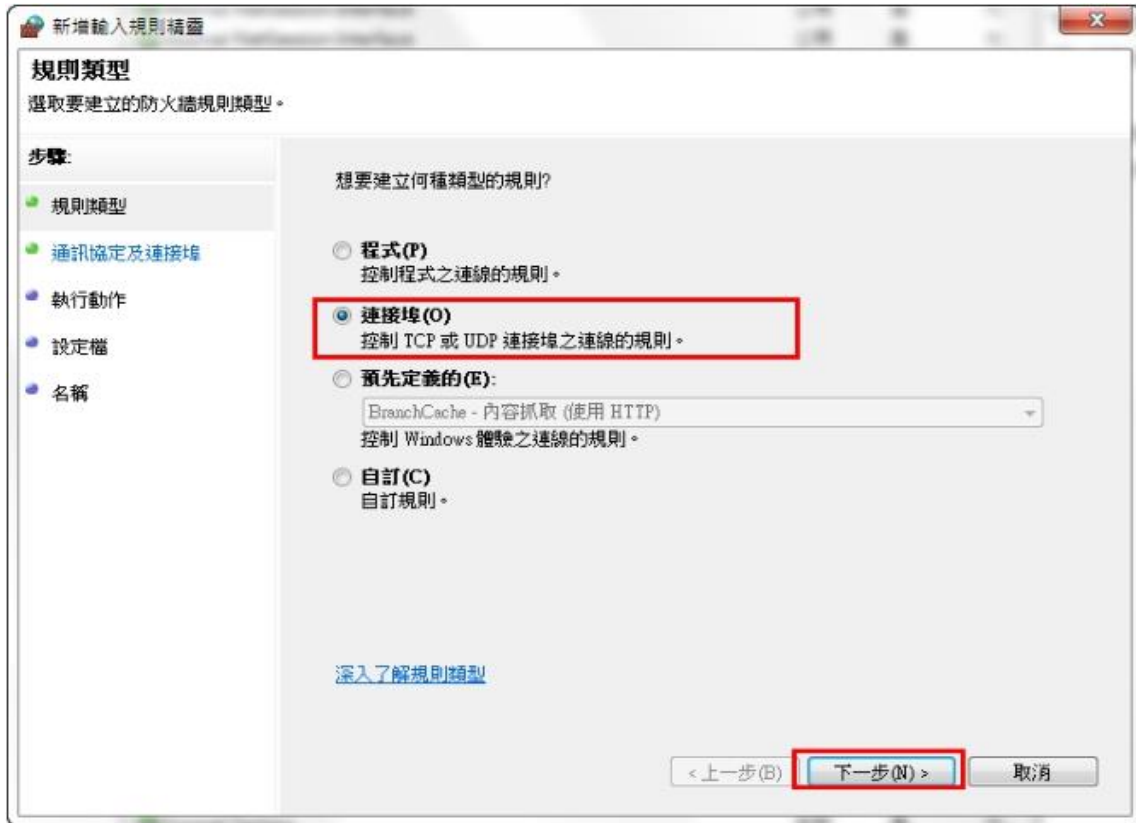 新增輸入規則精靈
規則類型
選取要建立的防火牆規則類型。
步驟:
規則類型
通訊協定及連接埠
執行動作
設定檔
名稱
想要建立何種類型的規則?
程式(P)
控制程式之連線的規則。
連接埠(O)
控制 TCP 或 UDP 連接埠之連線的規則。
預先定義的(E):
BranchCache - 內容抓取 (使用 HTTP)
控制 Windows 體驗之連線的規則。
自訂(C)
自訂規則。
深入了解規則類型
<上一步(B)
下一步(N) >
取消